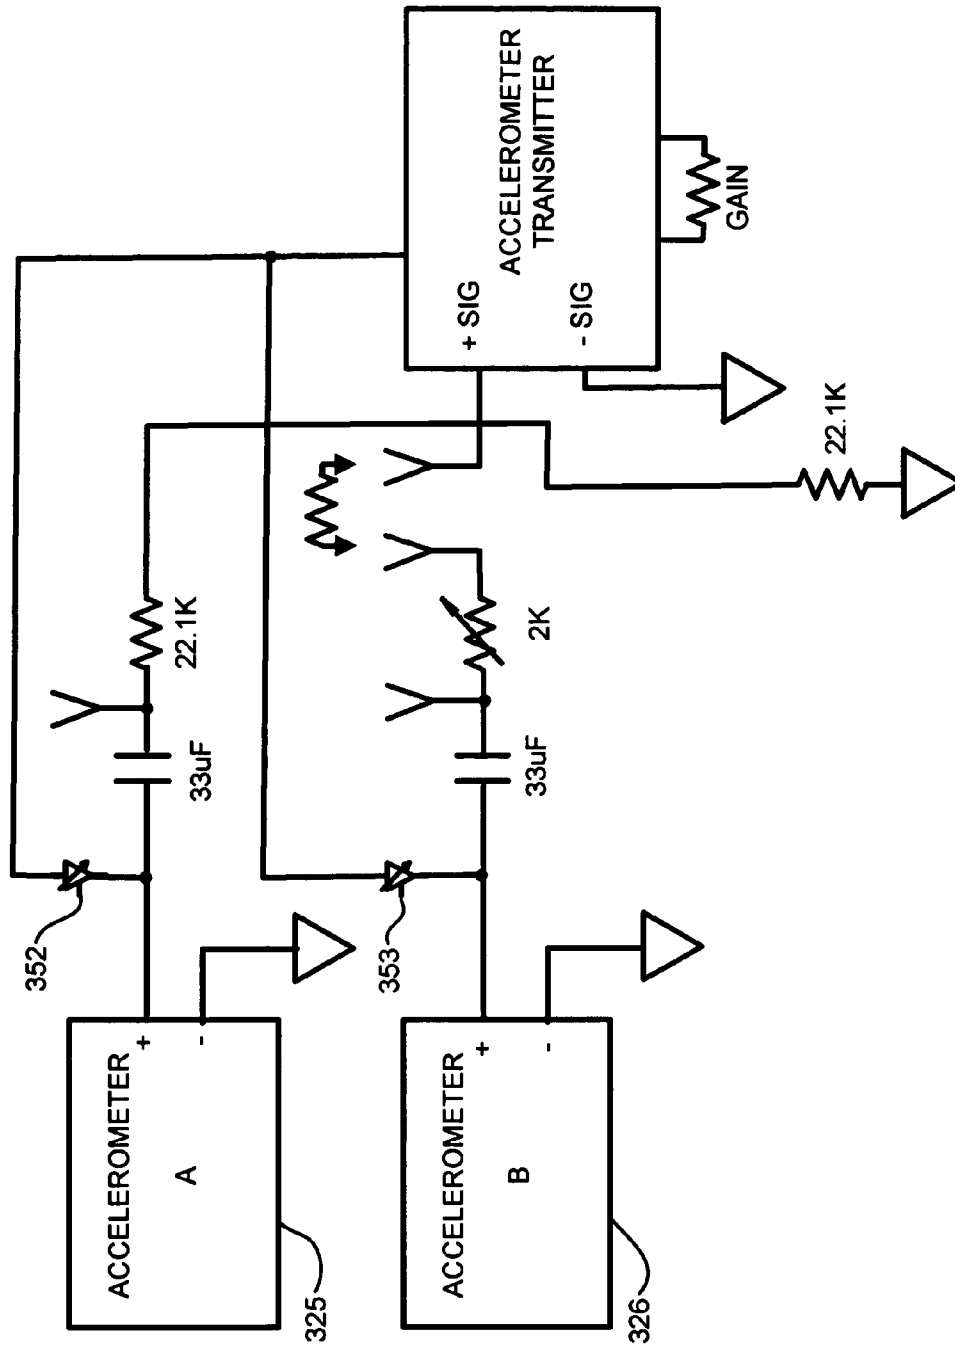 ACCELEROMETER
A
+
-
325
352
33uF
22.1K
ACCELEROMETER
B
+
-
326
353
33uF
2K
+ SIG
- SIG
ACCELEROMETER
TRANSMITTER
GAIN
22.1K